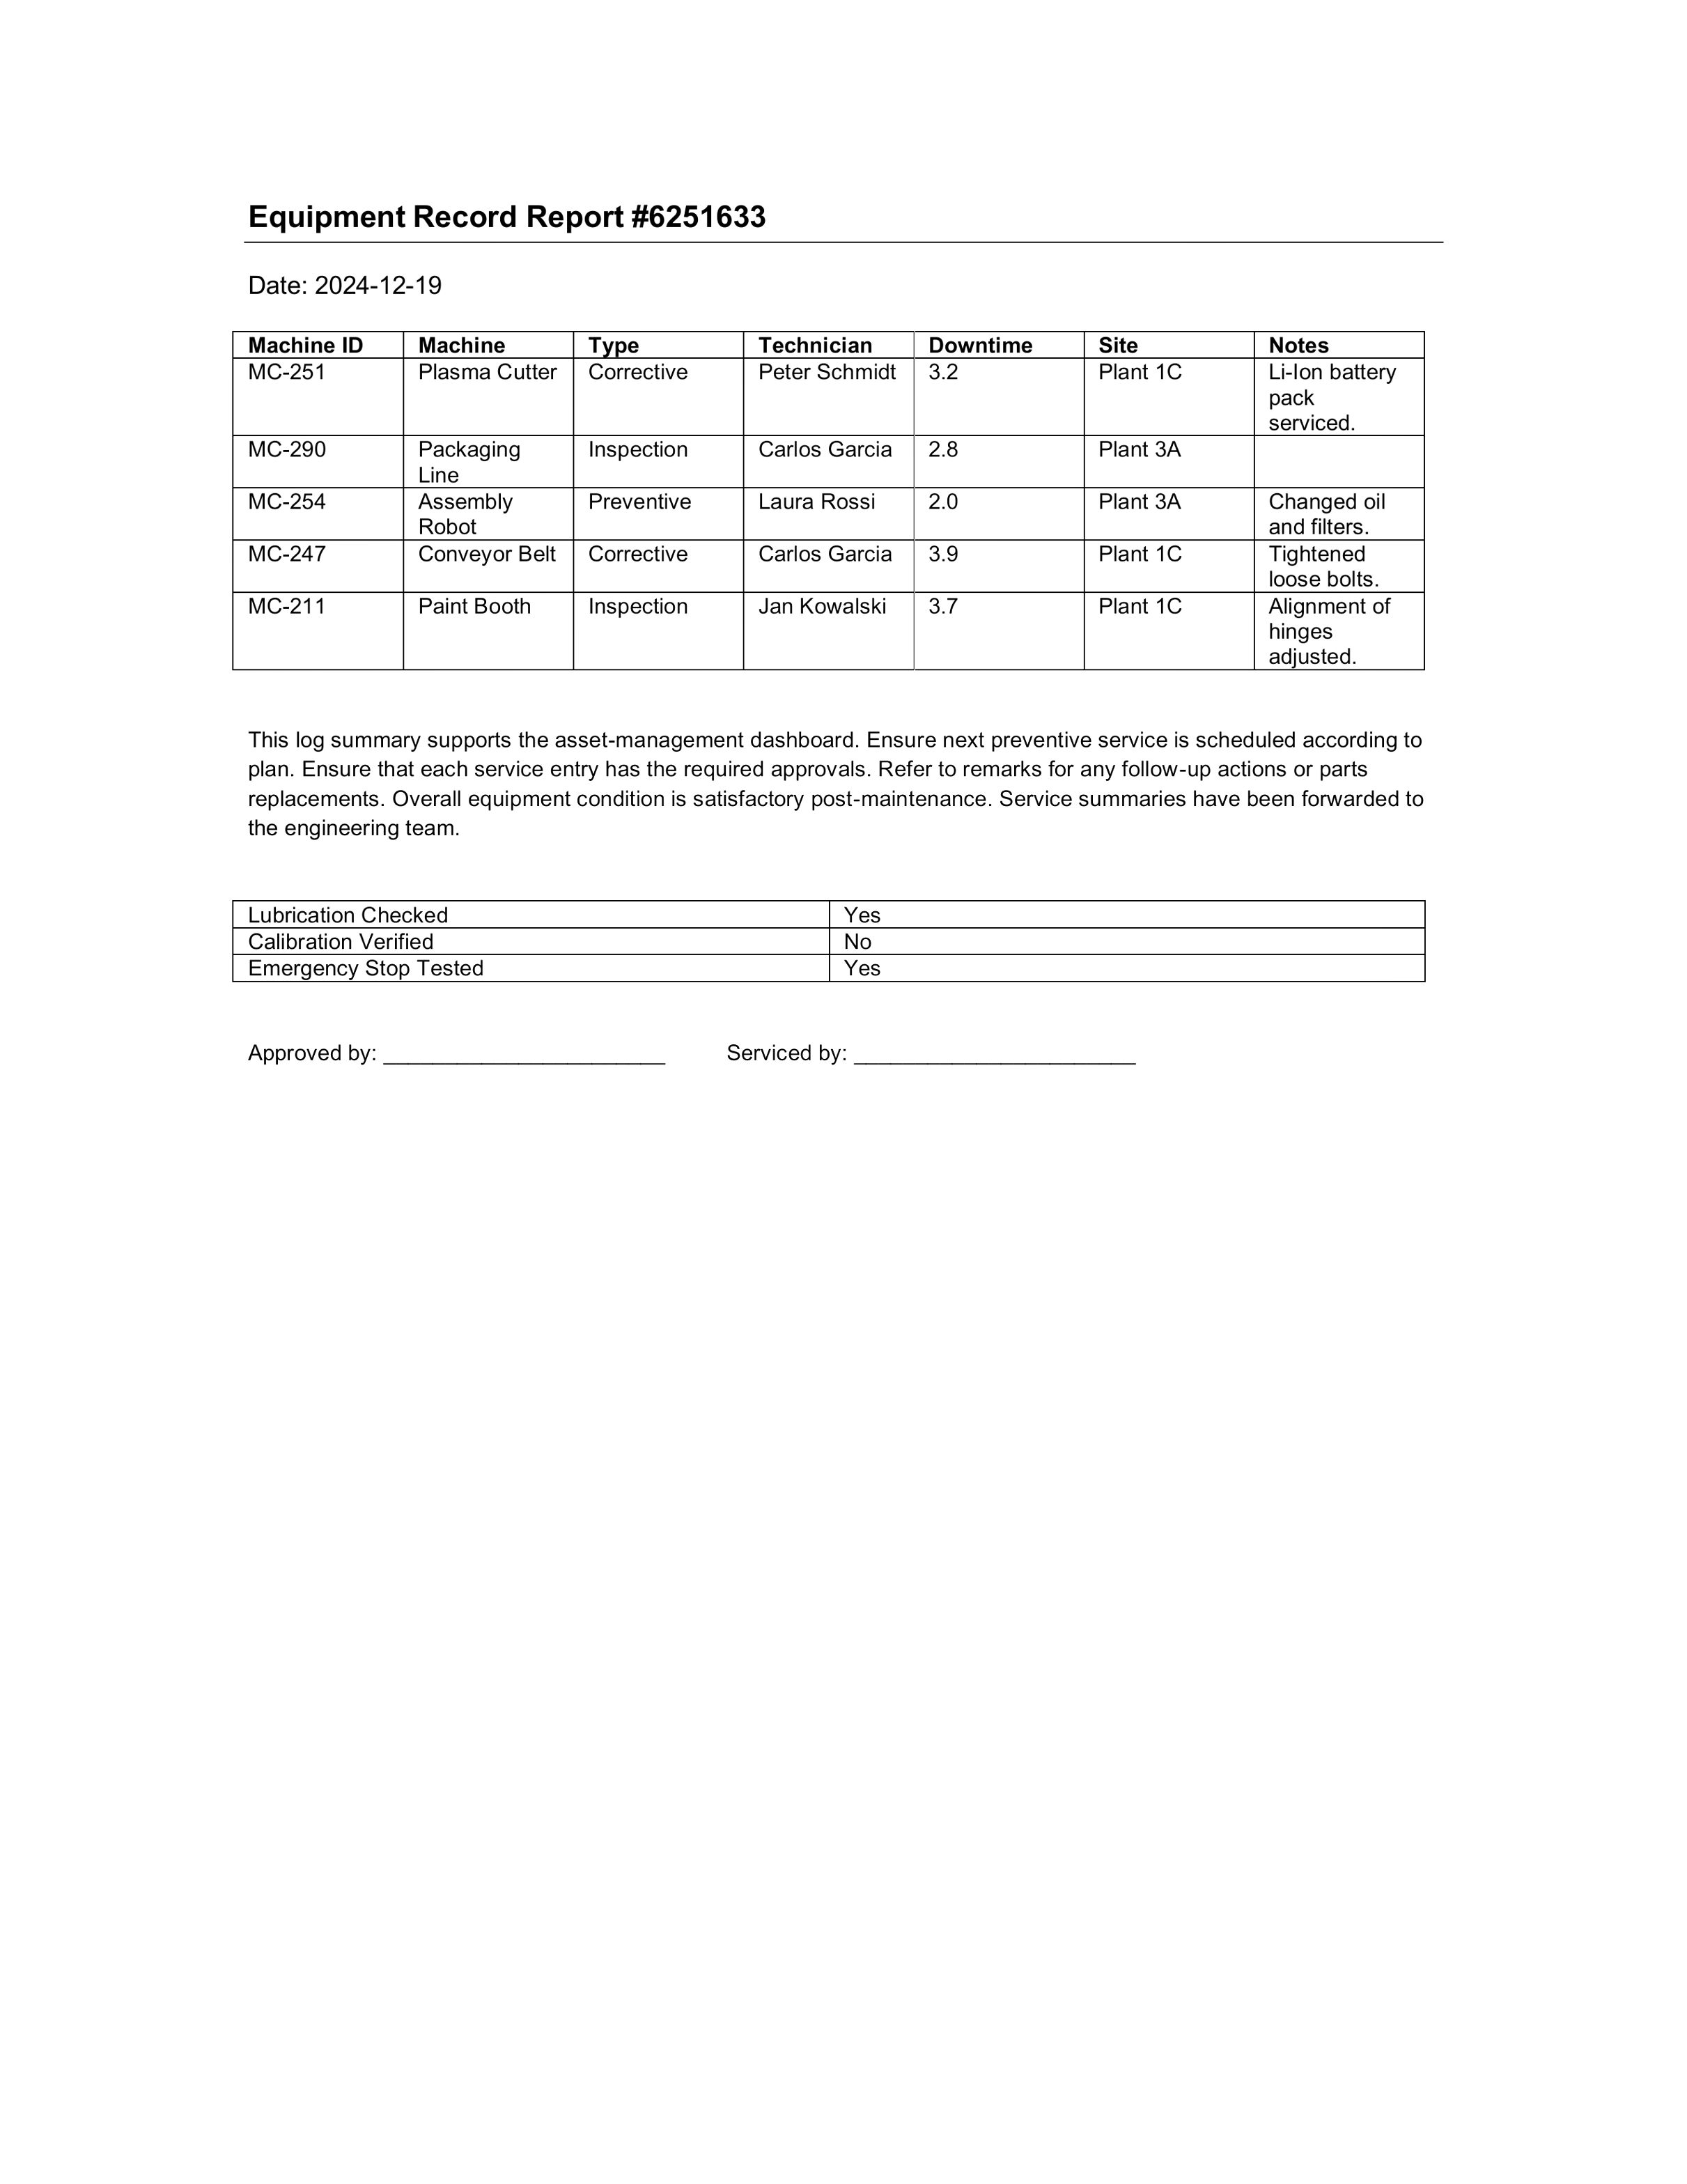 Equipment Record Report #6251633
Date: 2024-12-19
Machine ID Machine Type Technician Downtime Site Notes
MC-251 Plasma Cutter Corrective Peter Schmidt 3.2 Plant 1C Li-Ion battery
pack
serviced.
MC-290 Packaging Inspection Carlos Garcia 2.8 Plant 3A
Line
MC-254 Assembly Preventive Laura Rossi 2.0 Plant 3A Changed oil
Robot and filters.
MC-247 Conveyor Belt Corrective Carlos Garcia 3.9 Plant 1C Tightened
loose bolts.
MC-211 Paint Booth Inspection Jan Kowalski 3.7 Plant 1C Alignment of
hinges
adjusted.
This log summary supports the asset-management dashboard. Ensure next preventive service is scheduled according to
plan. Ensure that each service entry has the required approvals. Refer to remarks for any follow-up actions or parts
replacements. Overall equipment condition is satisfactory post-maintenance. Service summaries have been forwarded to
the engineering team.
Lubrication Checked Yes
Calibration Verified No
Emergency Stop Tested Yes
Approved by: _______________________ Serviced by: _______________________